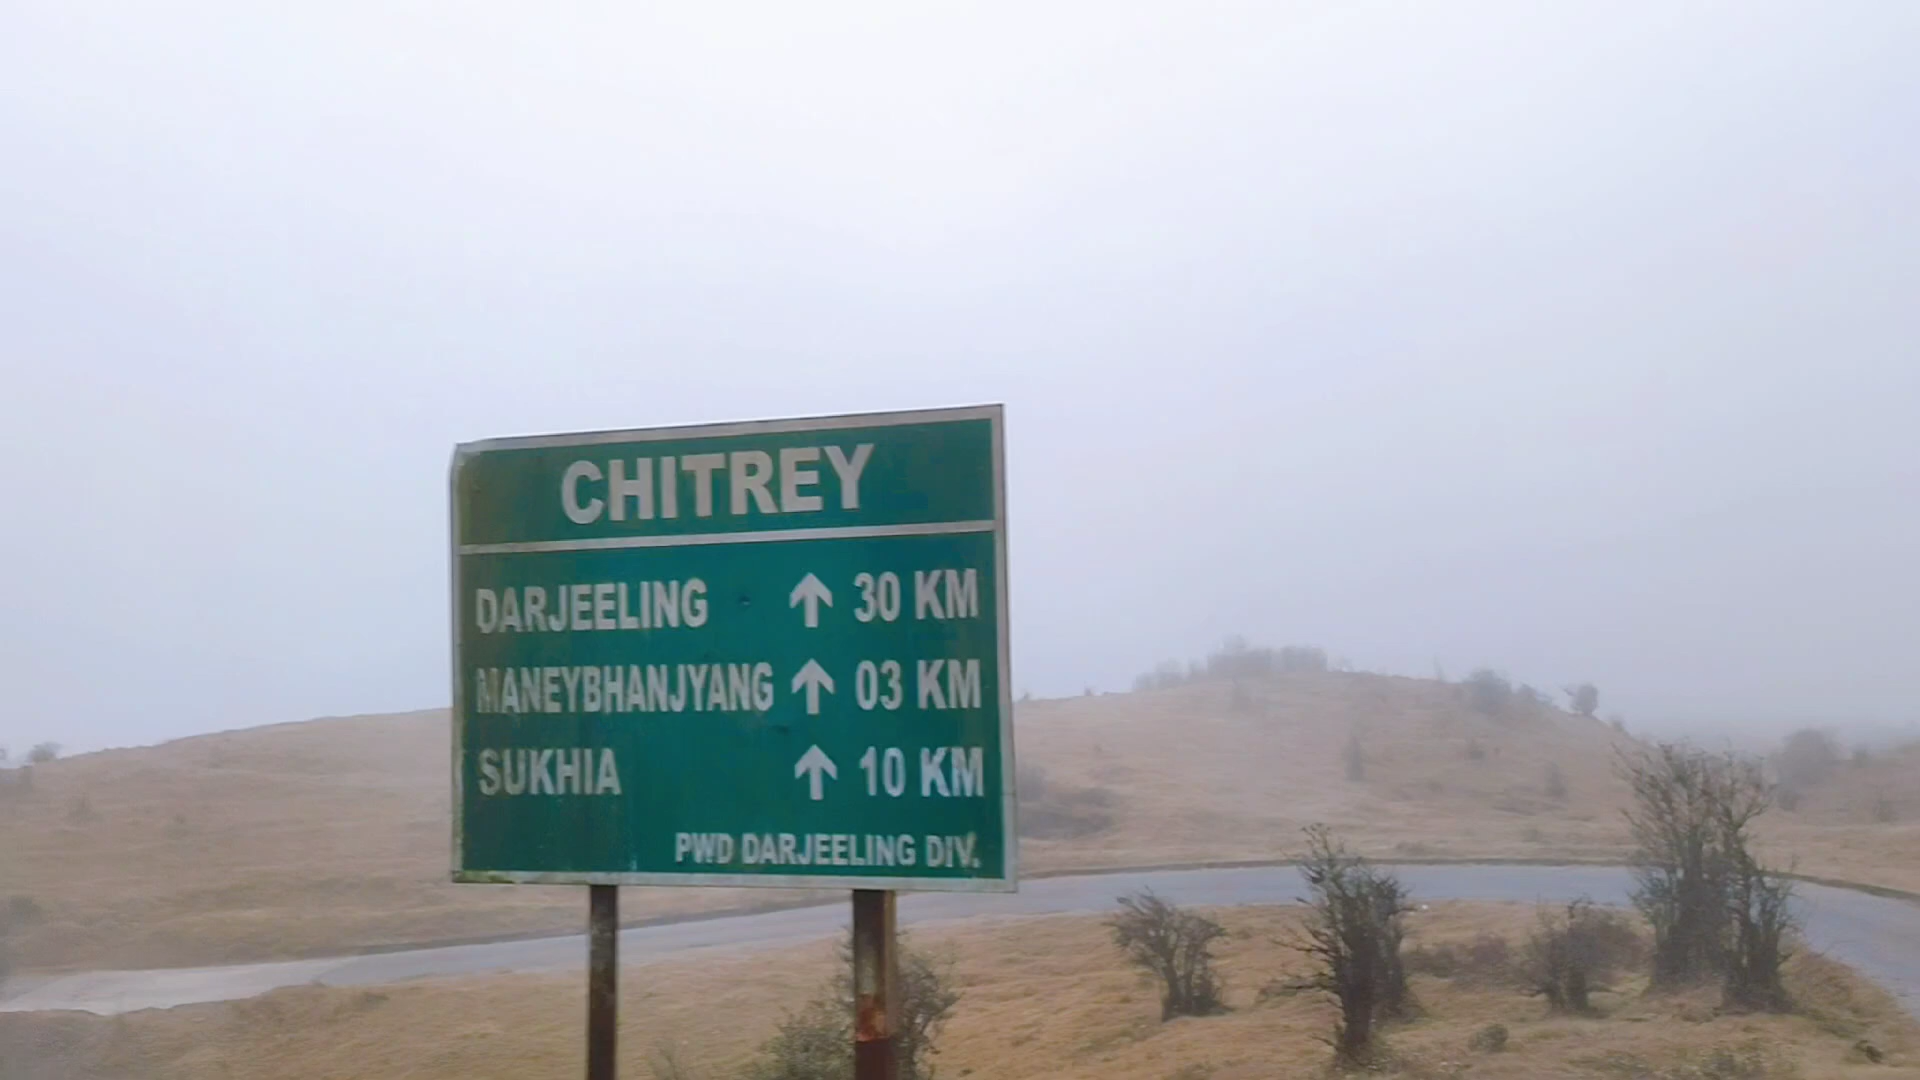 CHITREY
DARJEELING ↑ 30 KM
MANEYBHANJYANG ↑ 03 KM
SUKHIA ↑ 10 KM
PWD DARJEELING DIV.